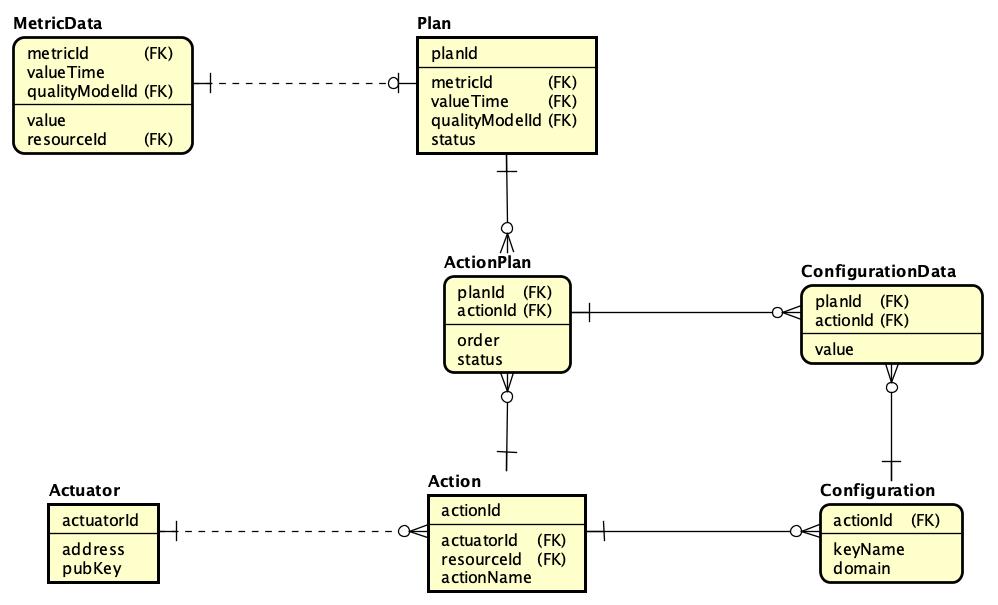 MetricData
metricId (FK)
valueTime
qualityModelId (FK)
value
resourceId (FK)
Plan
planId
metricId (FK)
valueTime (FK)
qualityModelId (FK)
status
ActionPlan
planId (FK)
actionId (FK)
order
status
ConfigurationData
planId (FK)
actionId (FK)
value
Actuator
actuatorId
address
pubKey
Action
actionId
actuatorId (FK)
resourceId (FK)
actionName
Configuration
actionId (FK)
keyName
domain